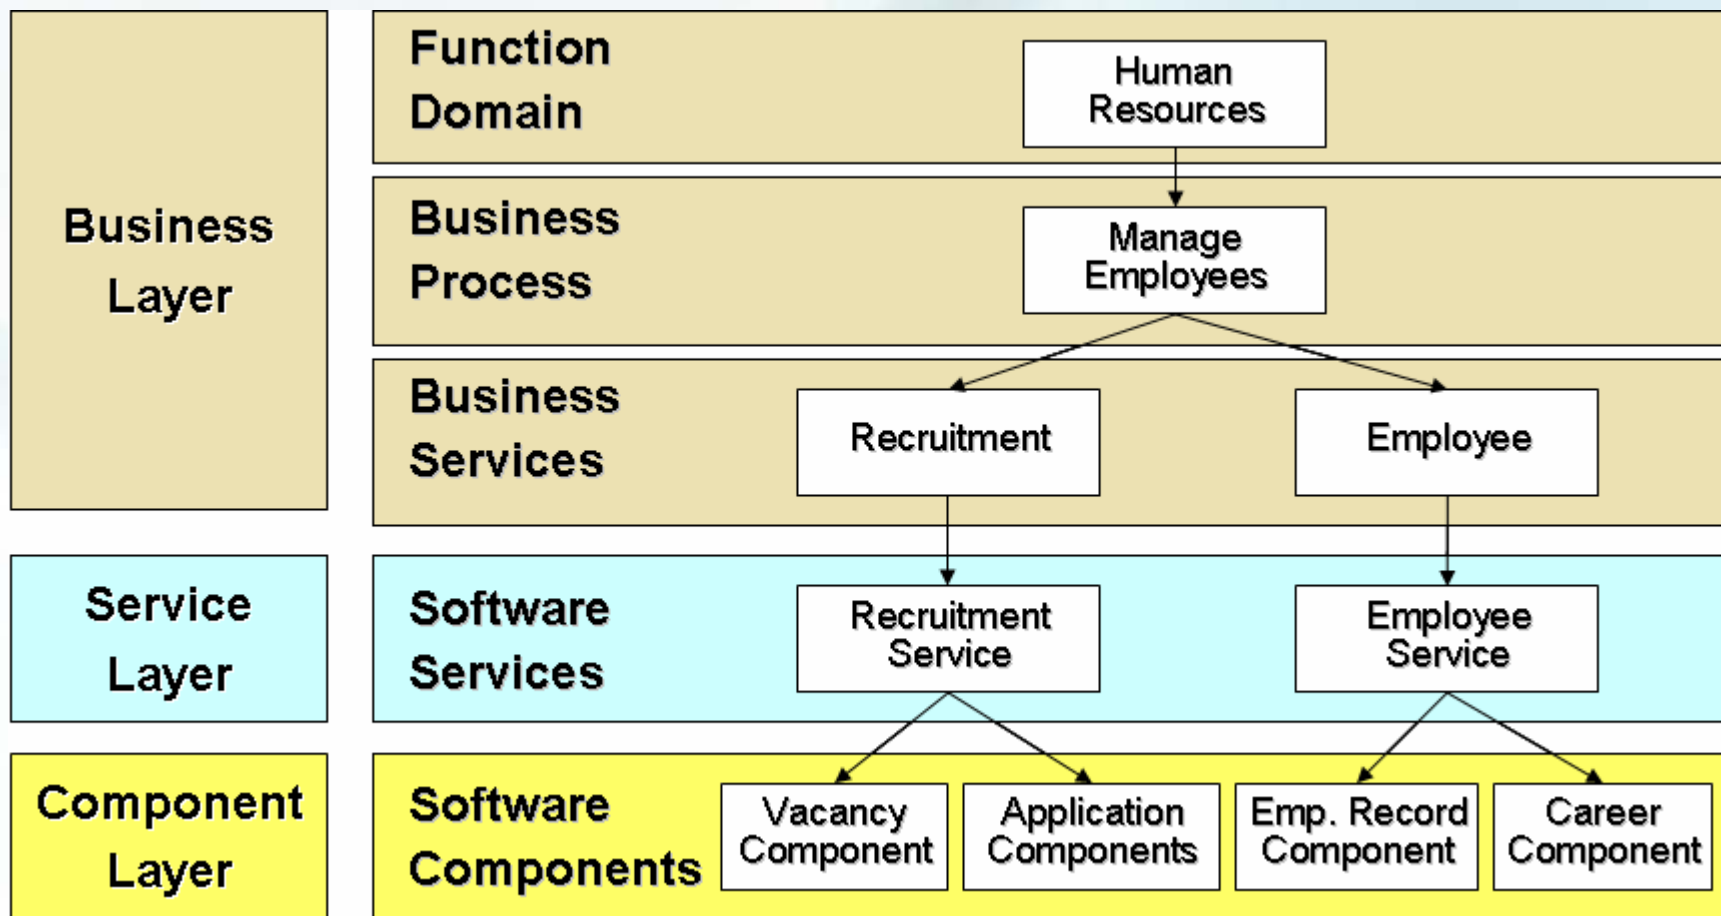 Business
Layer
Function
Domain
Human
Resources
Business
Process
Manage
Employees
Business
Services
Recruitment
Employee
Service
Layer
Software
Services
Recruitment
Service
Employee
Service
Component
Layer
Software
Components
Vacancy
Component
Application
Components
Emp. Record
Component
Career
Component